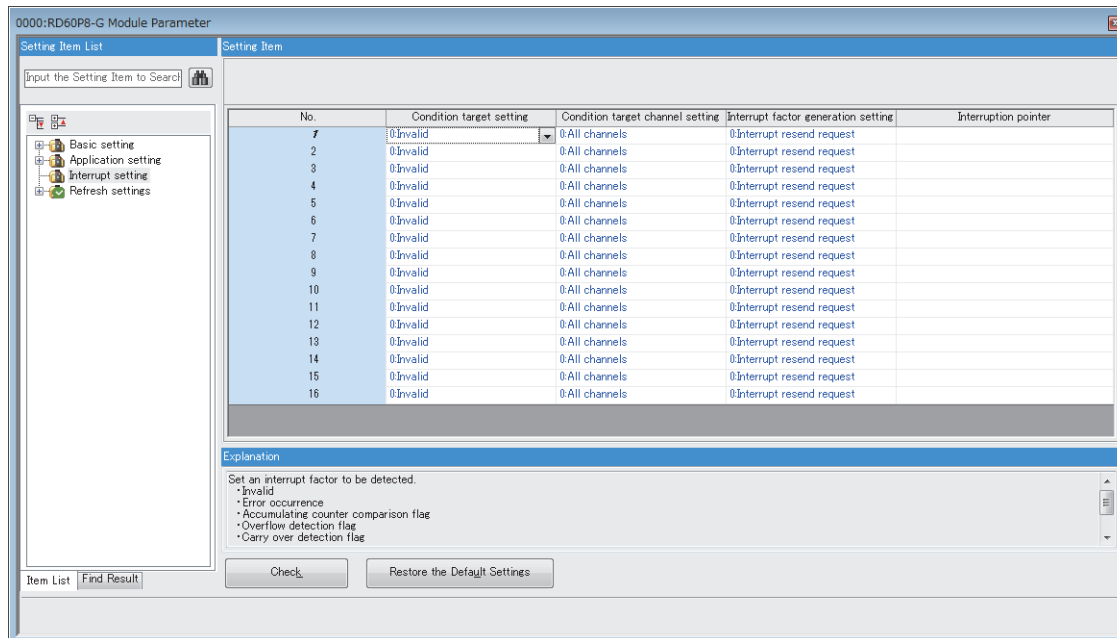 0000:RD60P8-G Module Parameter
Setting Item List
Setting Item
Input the Setting Item to Search
Basic setting
Application setting
Interrupt setting
Refresh settings
No. Condition target setting Condition target channel setting Interrupt factor generation setting Interruption pointer
1 0:Invalid 0:All channels 0:Interrupt resend request
2 0:Invalid 0:All channels 0:Interrupt resend request
3 0:Invalid 0:All channels 0:Interrupt resend request
4 0:Invalid 0:All channels 0:Interrupt resend request
5 0:Invalid 0:All channels 0:Interrupt resend request
6 0:Invalid 0:All channels 0:Interrupt resend request
7 0:Invalid 0:All channels 0:Interrupt resend request
8 0:Invalid 0:All channels 0:Interrupt resend request
9 0:Invalid 0:All channels 0:Interrupt resend request
10 0:Invalid 0:All channels 0:Interrupt resend request
11 0:Invalid 0:All channels 0:Interrupt resend request
12 0:Invalid 0:All channels 0:Interrupt resend request
13 0:Invalid 0:All channels 0:Interrupt resend request
14 0:Invalid 0:All channels 0:Interrupt resend request
15 0:Invalid 0:All channels 0:Interrupt resend request
16 0:Invalid 0:All channels 0:Interrupt resend request
Explanation
Set an interrupt factor to be detected.
・Invalid
・Error occurrence
・Accumulating counter comparison flag
・Overflow detection flag
・Carry over detection flag
Item List Find Result
Check Restore the Default Settings